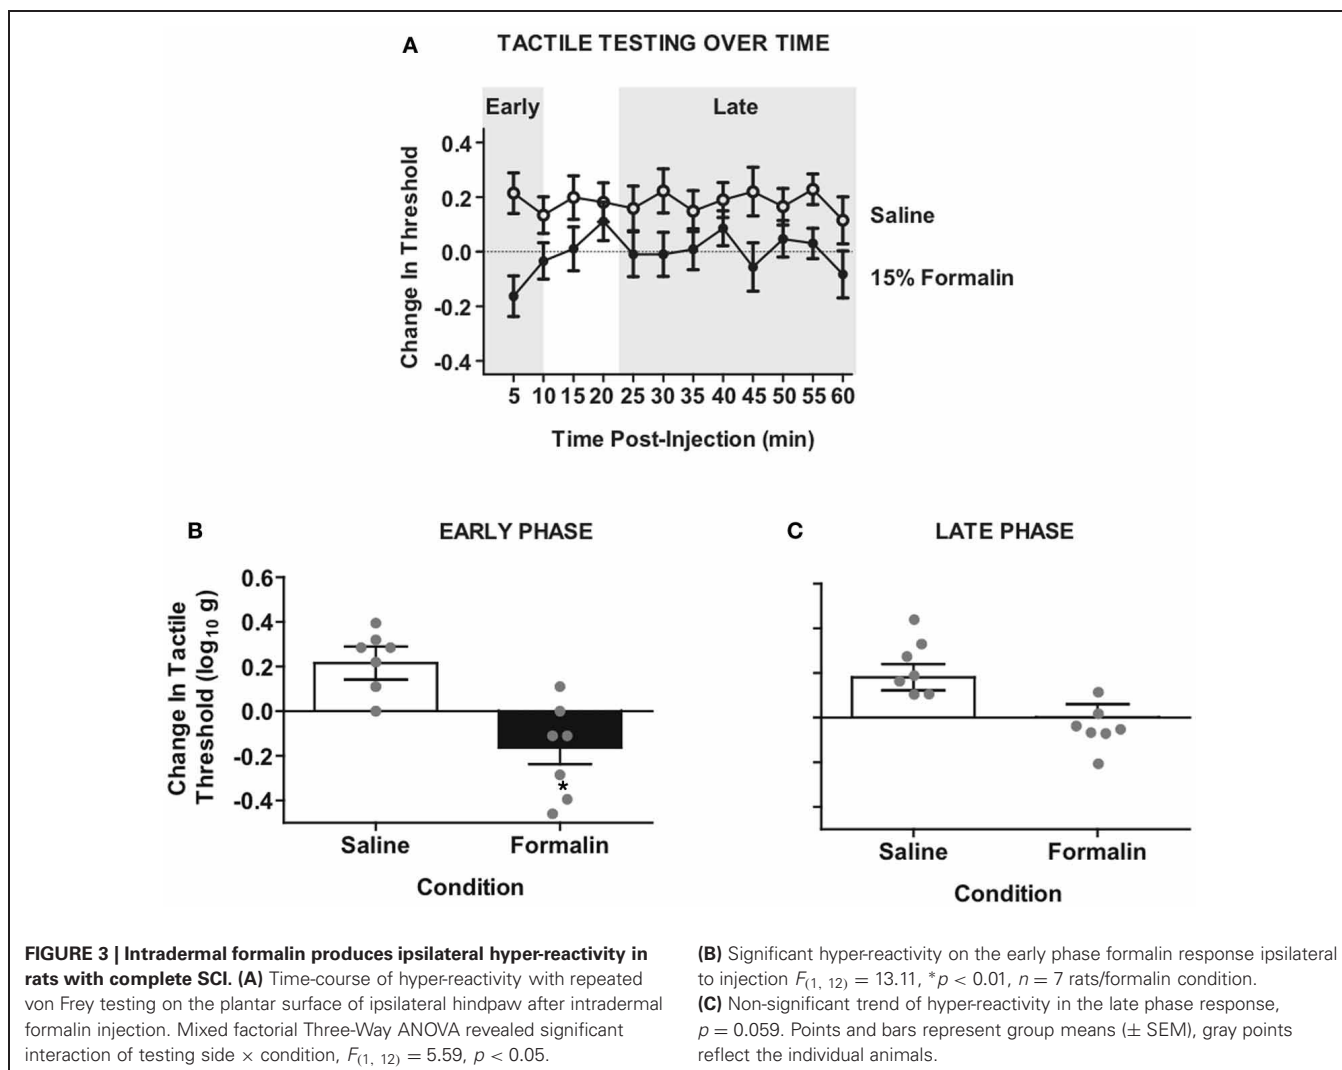 A
TACTILE TESTING OVER TIME
Early
Late
Change In Threshold
0.4
0.2
0.0
-0.2
-0.4
Saline
15% Formalin
5 10 15 20 25 30 35 40 45 50 55 60
Time Post-Injection (min)
B
EARLY PHASE
Change In Tactile
Threshold (log10 g)
0.6
0.4
0.2
0.0
-0.2
-0.4
*
Saline
Formalin
Condition
C
LATE PHASE
Saline
Formalin
Condition
FIGURE 3 | Intradermal formalin produces ipsilateral hyper-reactivity in
rats with complete SCI. (A) Time-course of hyper-reactivity with repeated
von Frey testing on the plantar surface of ipsilateral hindpaw after intradermal
formalin injection. Mixed factorial Three-Way ANOVA revealed significant
interaction of testing side × condition, F(1, 12) = 5.59, p < 0.05.
(B) Significant hyper-reactivity on the early phase formalin response ipsilateral
to injection F(1, 12) = 13.11, *p < 0.01, n = 7 rats/formalin condition.
(C) Non-significant trend of hyper-reactivity in the late phase response,
p = 0.059. Points and bars represent group means (± SEM), gray points
reflect the individual animals.